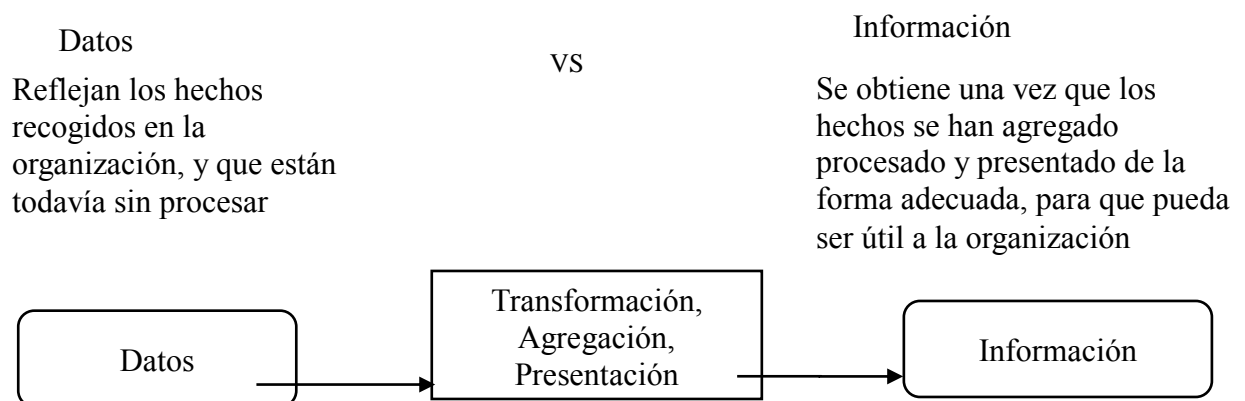 Datos
vs
Información
Reflejan los hechos
recogidos en la
organización, y que están
todavía sin procesar
Se obtiene una vez que los
hechos se han agregado
procesado y presentado de la
forma adecuada, para que pueda
ser útil a la organización
Datos
Transformación,
Agregación,
Presentación
Información